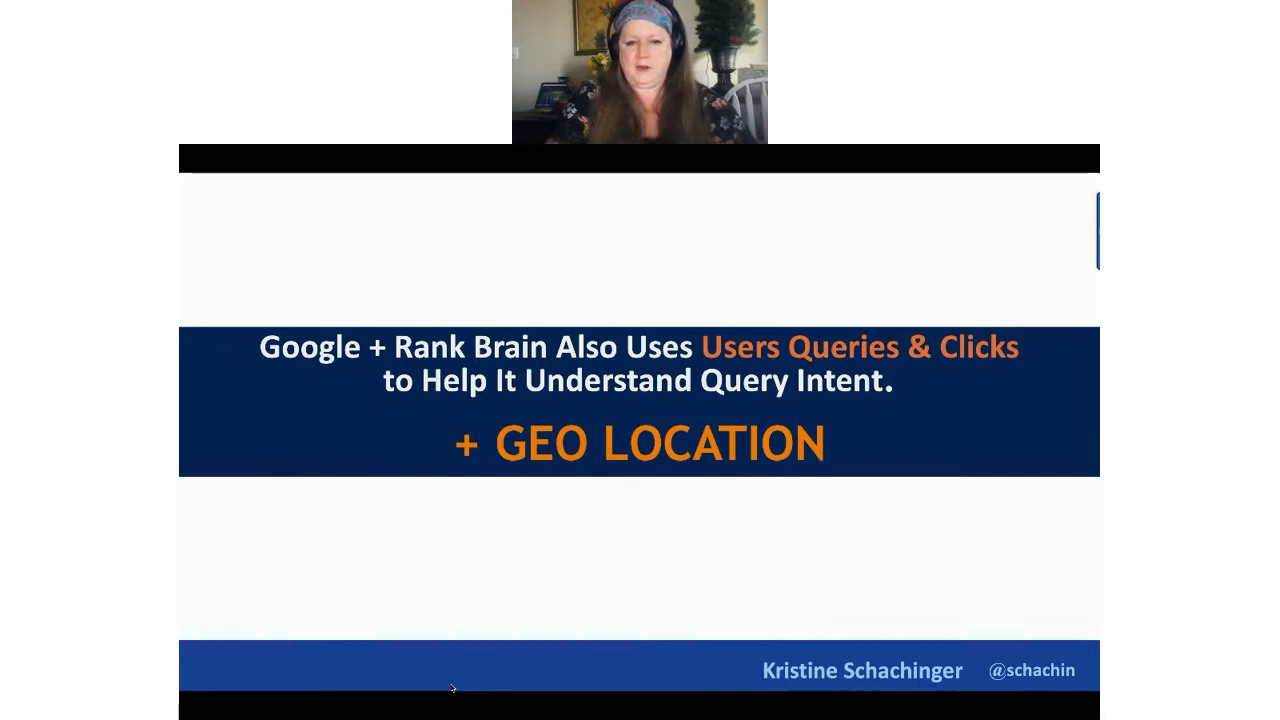 Google + Rank Brain Also Uses Users Queries & Clicks
to Help It Understand Query Intent.
+ GEO LOCATION
Kristine Schachinger @schachin